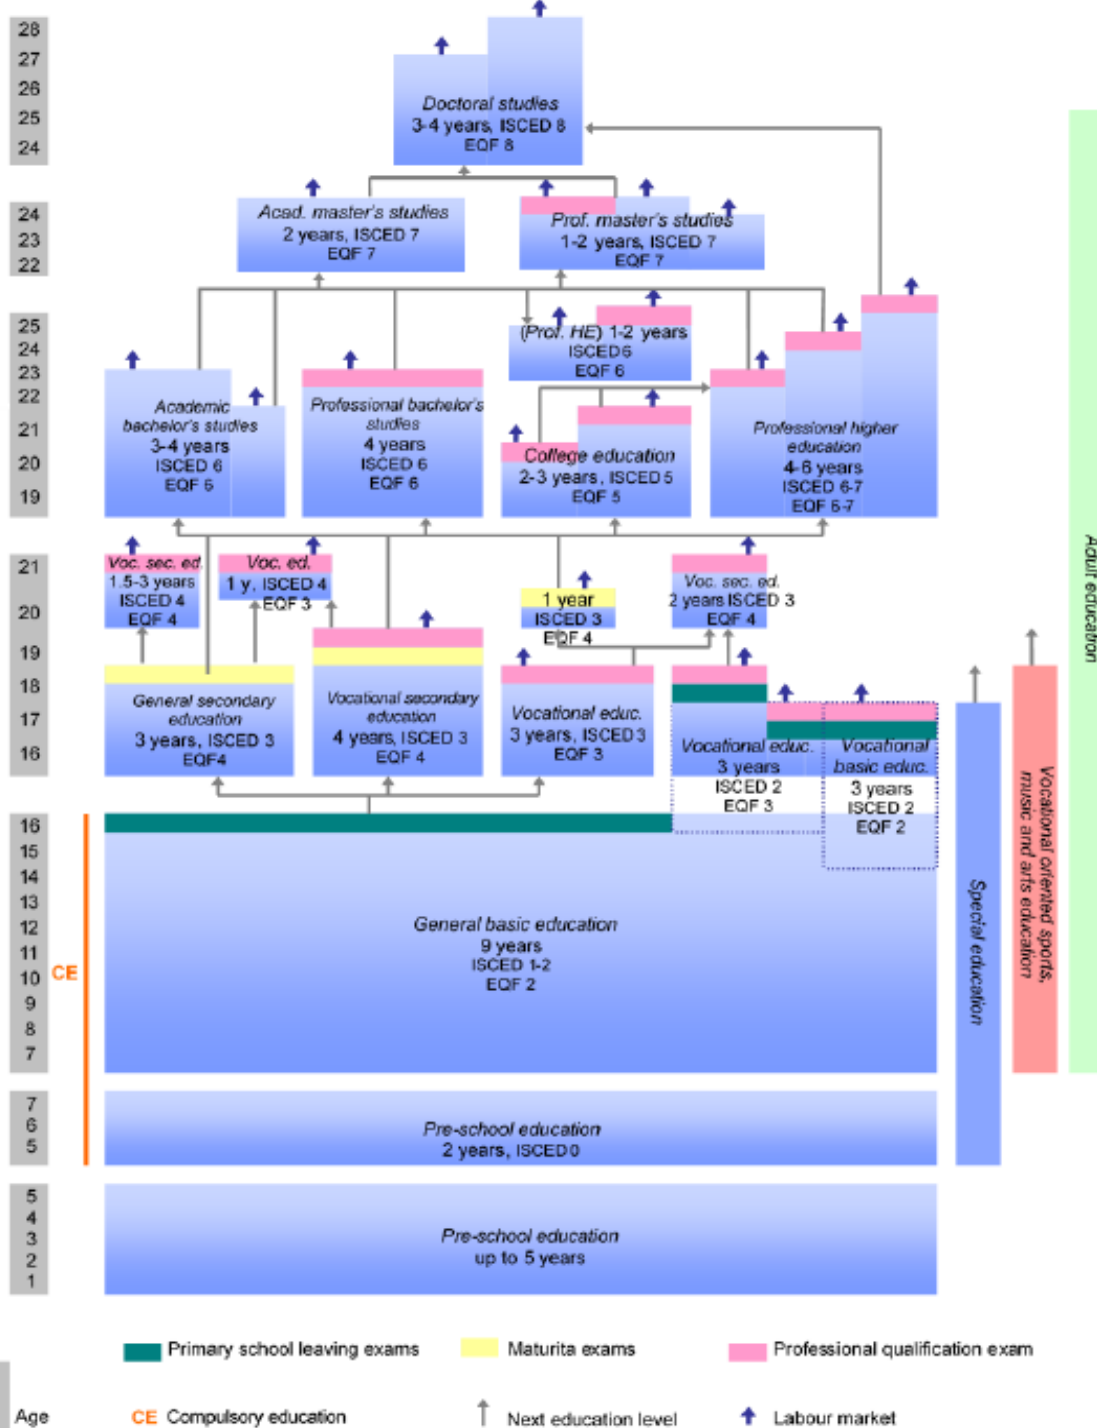 28
27
26
25
24
Doctoral studies
3-4 years, ISCED 8
EQF 8
24
23
22
Acad. master's studies
2 years, ISCED 7
EQF 7
Prof. master's studies
1-2 years, ISCED 7
EQF 7
25
24
23
22
21
20
19
(Prof. HE) 1-2 years
ISCED 6
EQF 6
Academic
bachelor's studies
3-4 years
ISCED 6
EQF 6
Professional bachelor's
studies
4 years
ISCED 6
EQF 6
College education
2-3 years, ISCED 5
EQF 5
Professional higher
education
4-6 years
ISCED 6-7
EQF 6-7
21
20
19
18
17
16
Voc. sec. ed.
1.5-3 years
ISCED 4
EQF 4
Voc. ed.
1 y, ISCED 4
EQF 3
1 year
ISCED 3
EQF 4
Voc. sec. ed.
2 years ISCED 3
EQF 4
General secondary
education
3 years, ISCED 3
EQF4
Vocational secondary
education
4 years, ISCED 3
EQF 4
Vocational educ.
3 years, ISCED 3
EQF 3
Vocational educ.
3 years
ISCED 2
EQF 3
Vocational
basic educ.
3 years
ISCED 2
EQF 2
16
15
14
13
12
11
10
9
8
7
CE
General basic education
9 years
ISCED 1-2
EQF 2
7
6
5
Pre-school education
2 years, ISCED 0
5
4
3
2
1
Pre-school education
up to 5 years
Special education
Vocational oriented sports,
music and arts education
Adult education
Primary school leaving exams
Maturita exams
Professional qualification exam
Age
CE Compulsory education
Next education level
Labour market